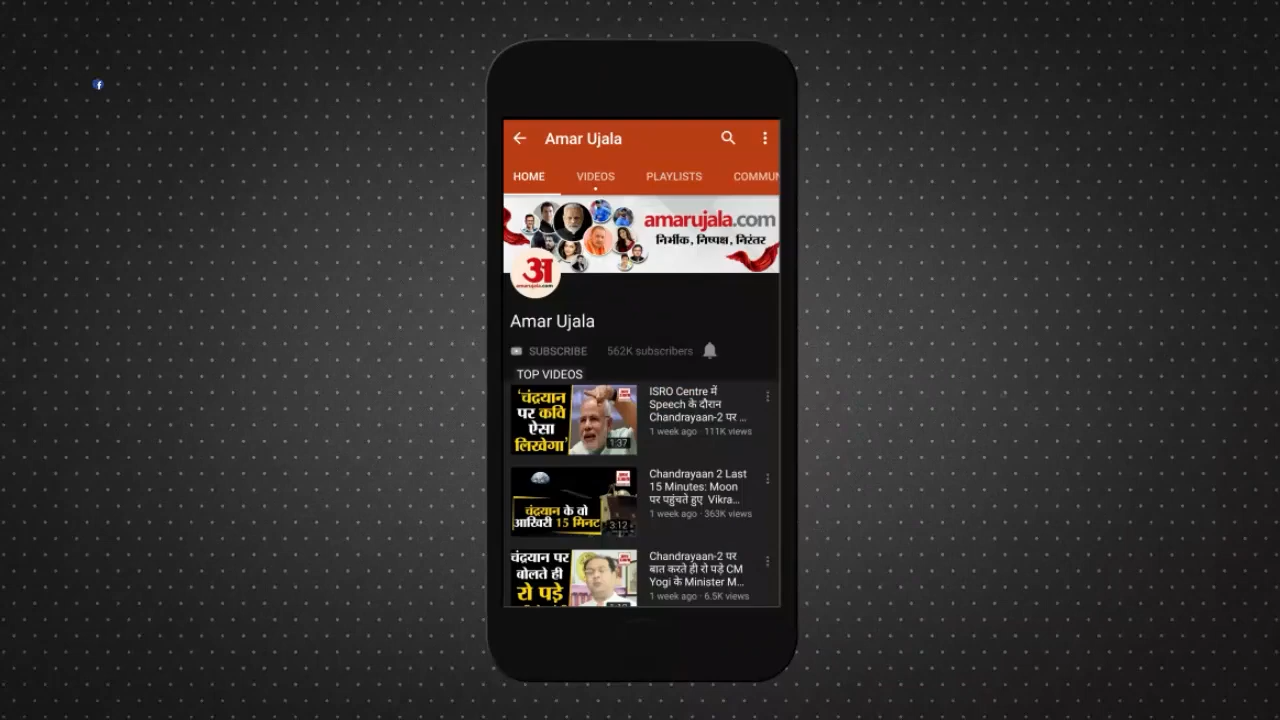 Amar Ujala
HOME VIDEOS PLAYLISTS COMMUN
amarujala.com
निर्भीक, निष्पक्ष, निरंतर
अ
amarujala.com
Amar Ujala
SUBSCRIBE 562K subscribers
TOP VIDEOS
'चंद्रयान
पर कवि
ऐसा
लिखेगा'
1:37
ISRO Centre में
Speech के दौरान
Chandrayaan-2 पर ...
1 week ago · 111K views
चंद्रयान के वो
आखिरी 15 मिनट
3:12
Chandrayaan 2 Last
15 Minutes: Moon
पर पहुंचते हुए Vikra...
1 week ago · 363K views
चंद्रयान पर
बोलते ही
रो पड़े
Chandrayaan-2 पर
बात करते ही रो पड़े CM
Yogi के Minister M...
1 week ago · 6.5K views